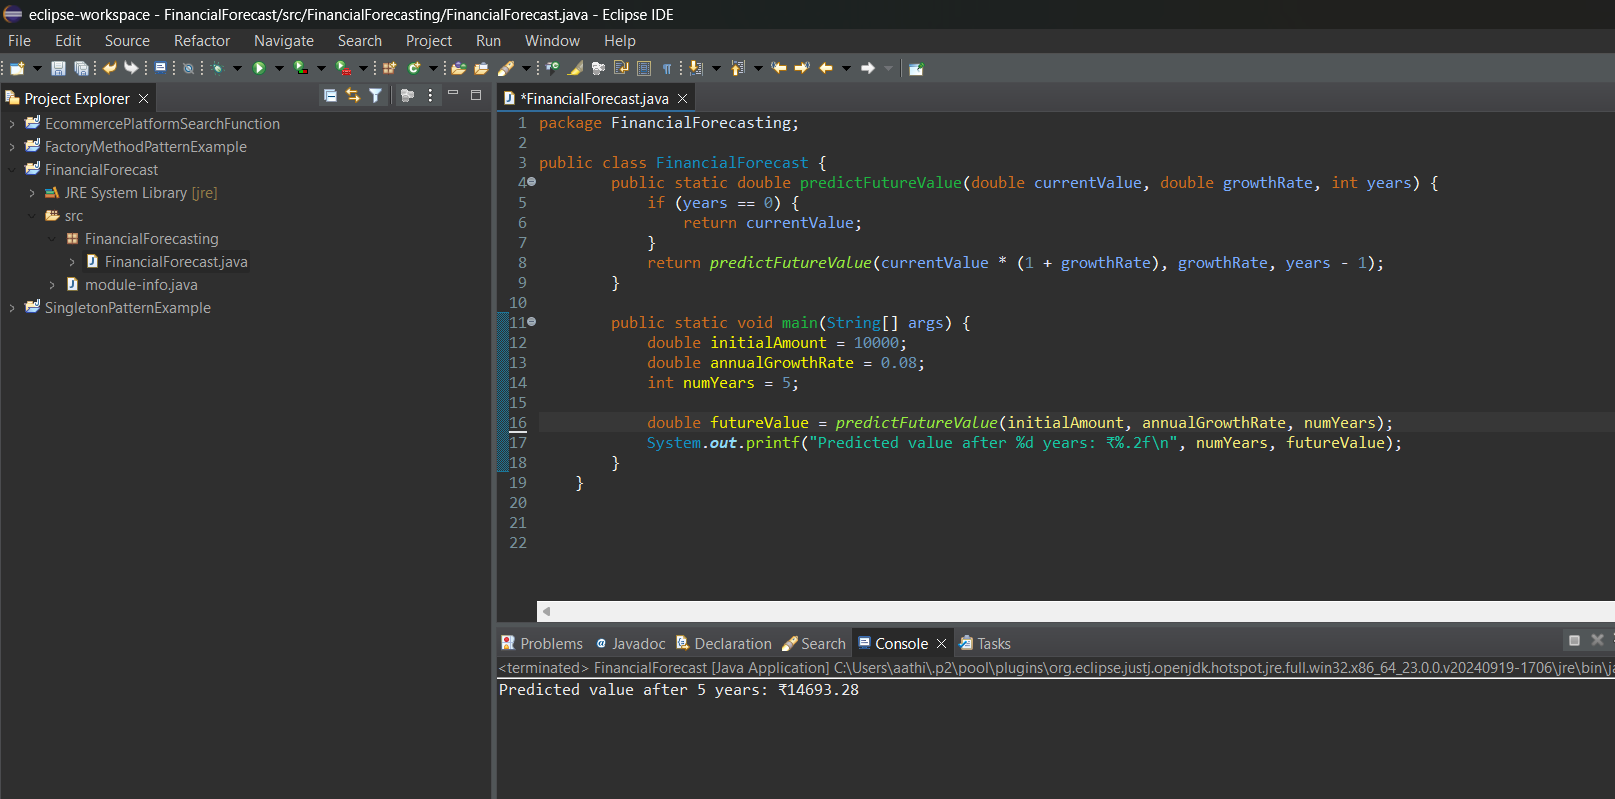 eclipse-workspace - FinancialForecast/src/FinancialForecasting/FinancialForecast.java - Eclipse IDE
File Edit Source Refactor Navigate Search Project Run Window Help
Project Explorer
EcommercePlatformSearchFunction
FactoryMethodPatternExample
FinancialForecast
JRE System Library [jre]
src
FinancialForecasting
FinancialForecast.java
module-info.java
SingletonPatternExample
*FinancialForecast.java
1 package FinancialForecasting;
2
3 public class FinancialForecast {
4 public static double predictFutureValue(double currentValue, double growthRate, int years) {
5 if (years == 0) {
6 return currentValue;
7 }
8 return predictFutureValue(currentValue * (1 + growthRate), growthRate, years - 1);
9 }
10
11 public static void main(String[] args) {
12 double initialAmount = 10000;
13 double annualGrowthRate = 0.08;
14 int numYears = 5;
15
16 double futureValue = predictFutureValue(initialAmount, annualGrowthRate, numYears);
17 System.out.printf("Predicted value after %d years: ₹%.2f\n", numYears, futureValue);
18 }
19 }
20
21
22
Problems Javadoc Declaration Search Console Tasks
<terminated> FinancialForecast [Java Application] C:\Users\aathi\.p2\pool\plugins\org.eclipse.justj.openjdk.hotspot.jre.full.win32.x86_64_23.0.0.v20240919-1706\jre\bin\ja
Predicted value after 5 years: ₹14693.28